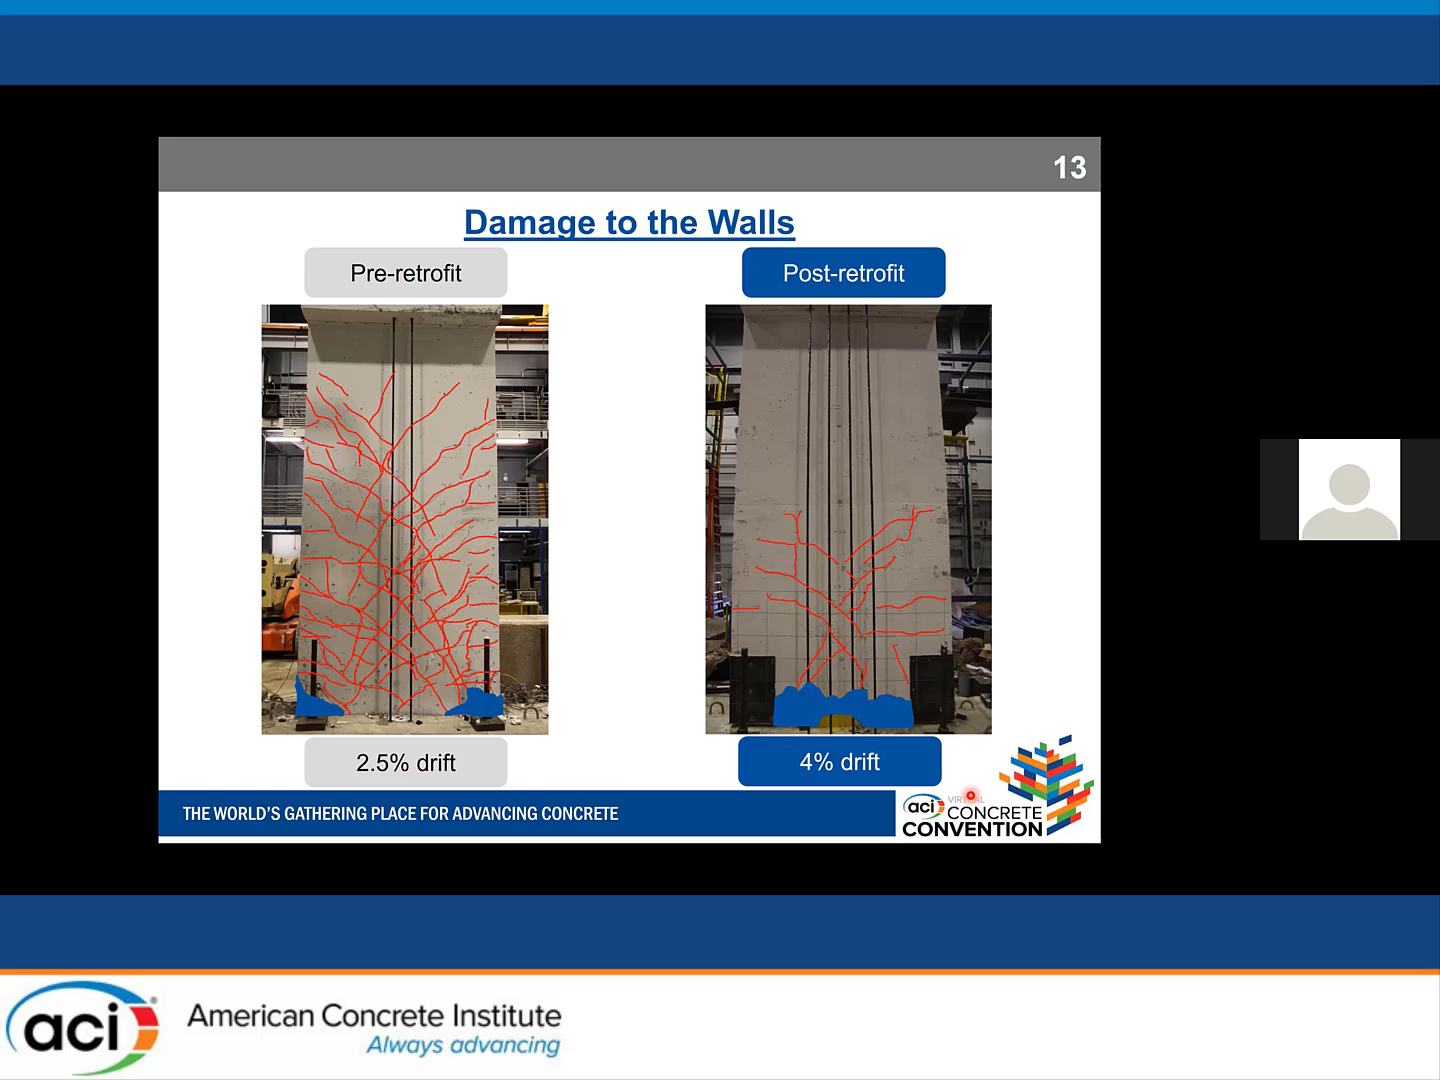 13
Damage to the Walls
Pre-retrofit
Post-retrofit
2.5% drift
4% drift
THE WORLD'S GATHERING PLACE FOR ADVANCING CONCRETE
aci
CONCRETE
CONVENTION
aci
American Concrete Institute
Always advancing